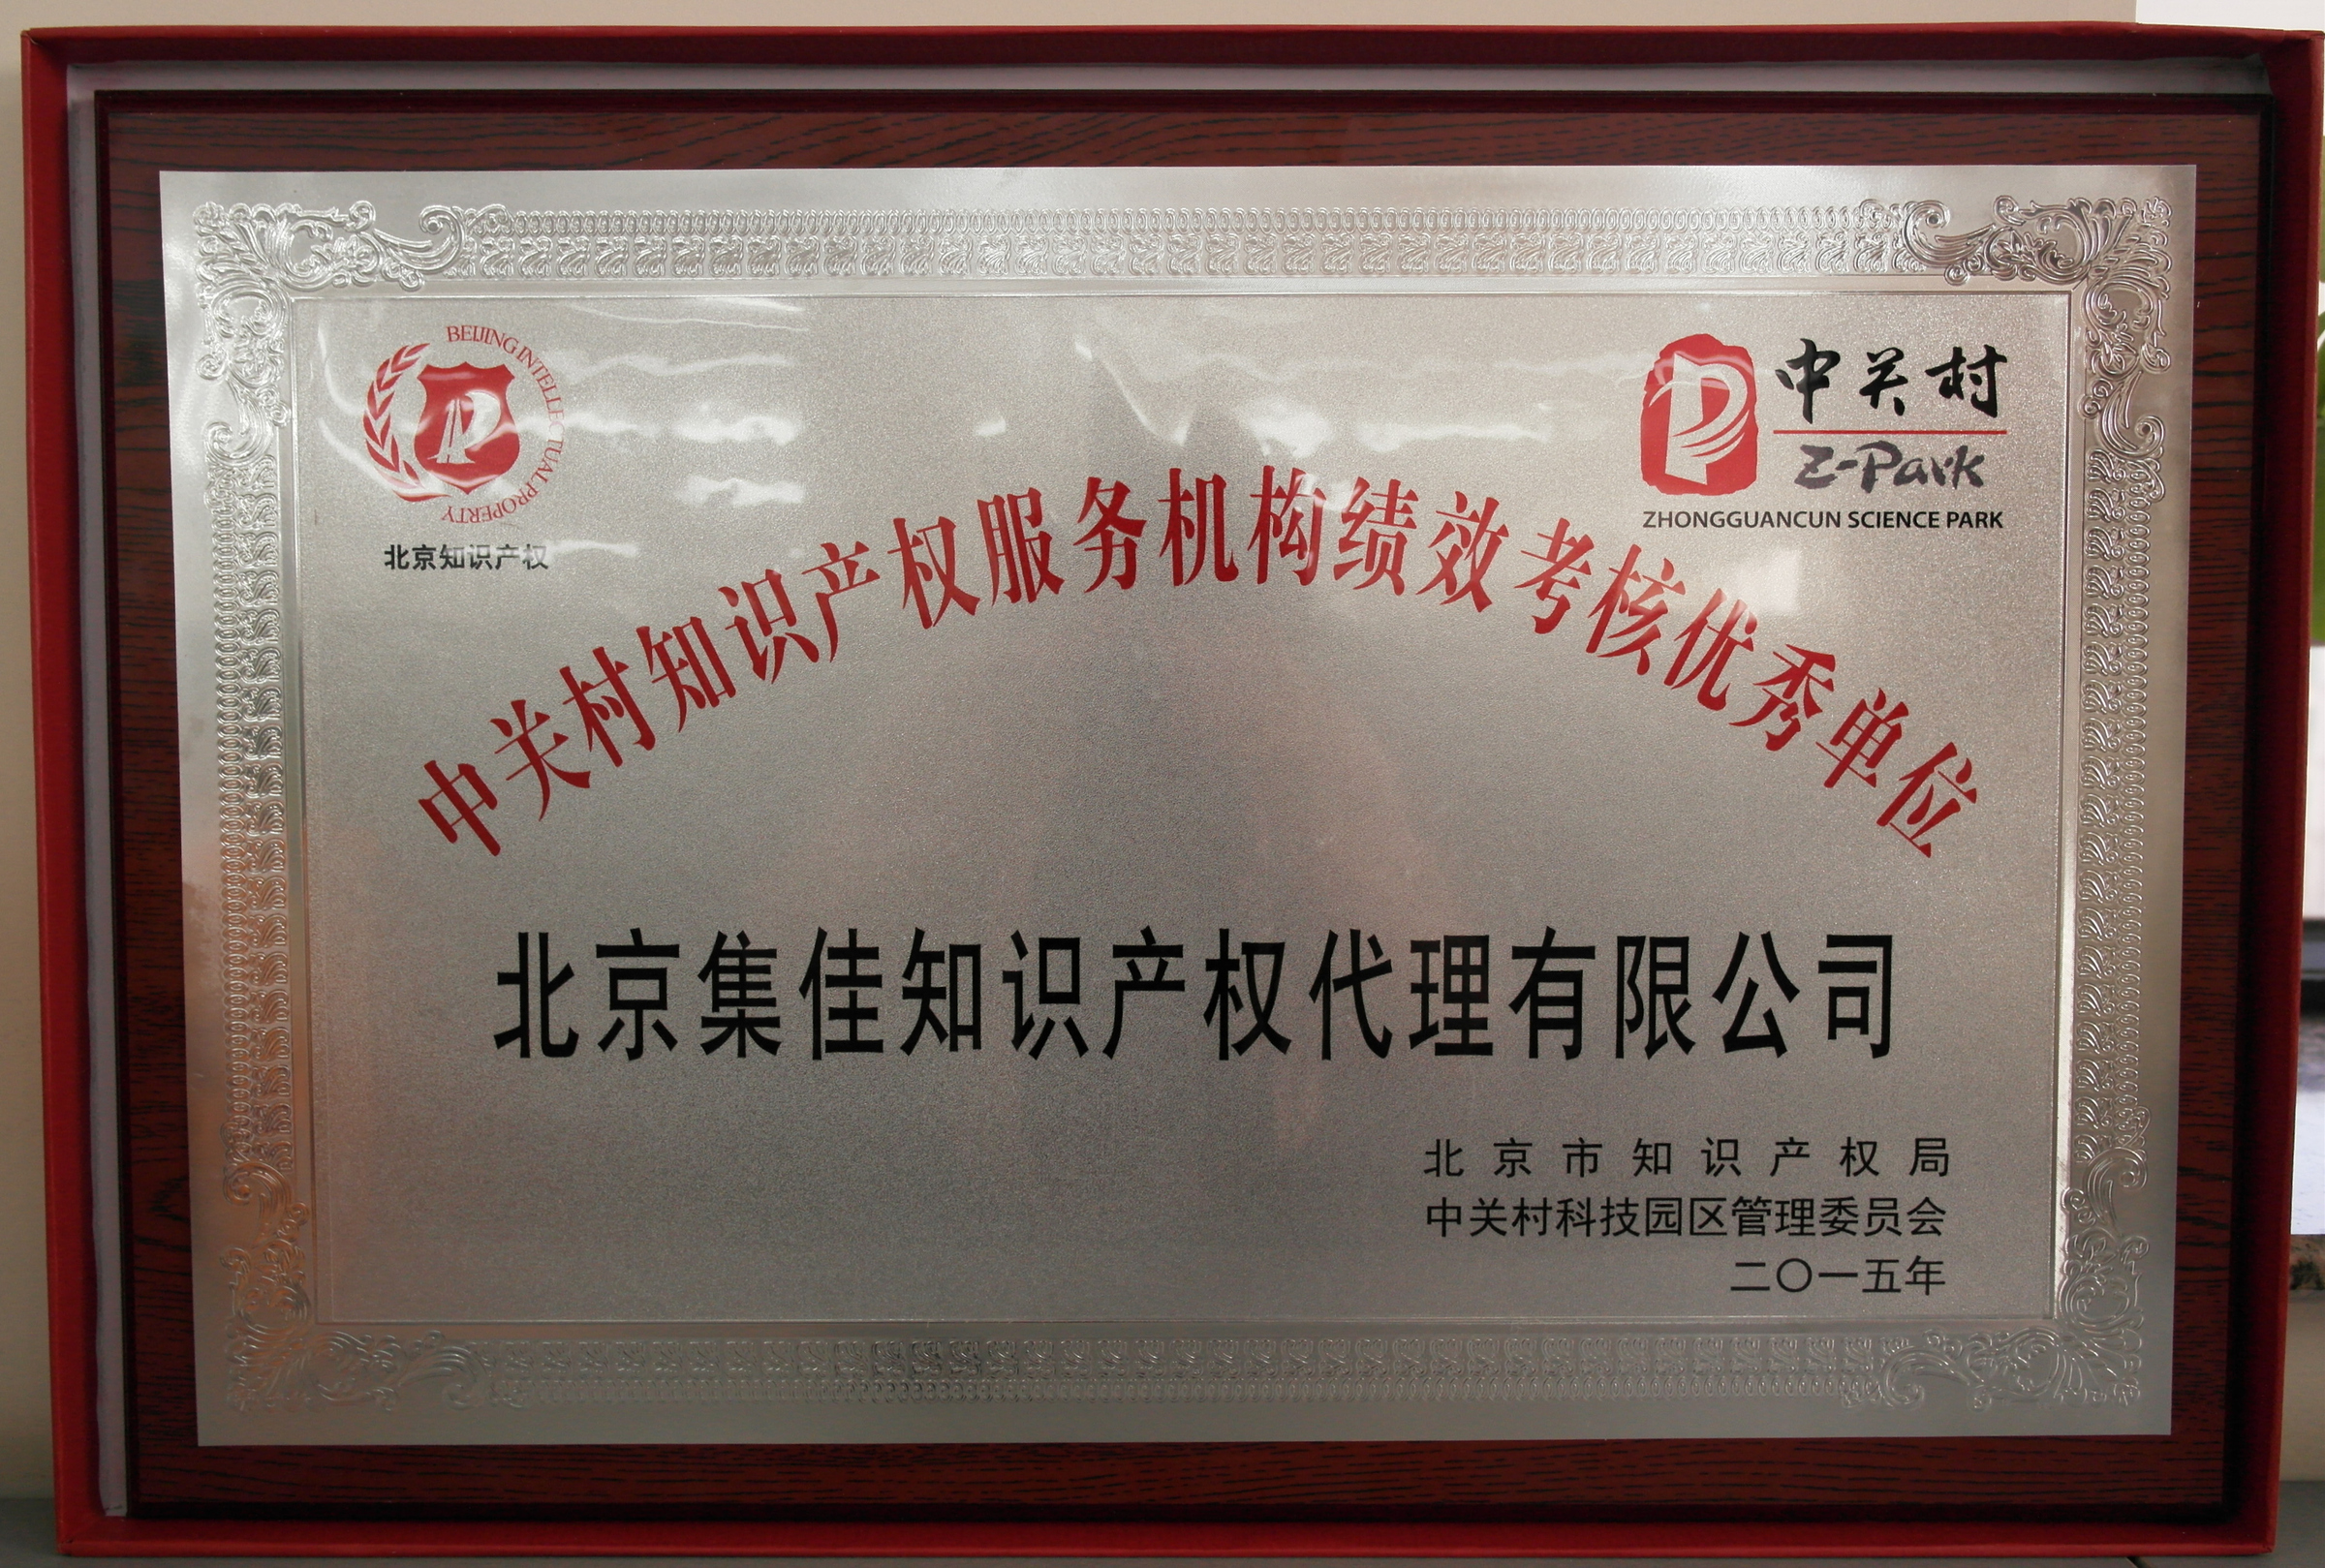 BEIJING INTELLECTUAL PROPERTY
北京知识产权
中关村
Z-Park
ZHONGGUANCUN SCIENCE PARK
中关村知识产权服务机构绩效考核优秀单位
北京集佳知识产权代理有限公司
北京市知识产权局
中关村科技园区管理委员会
二〇一五年